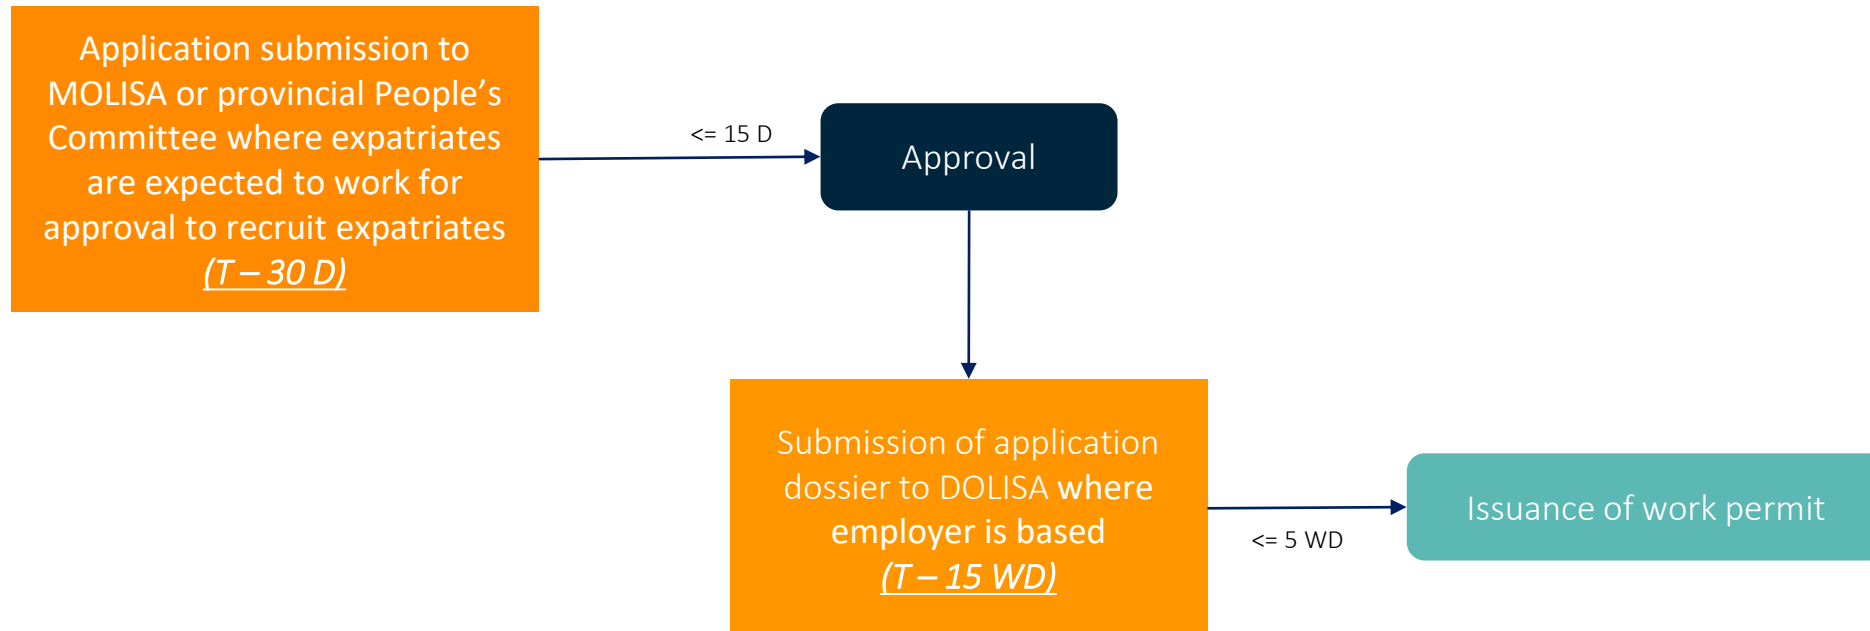 Application submission to
MOLISA or provincial People’s
Committee where expatriates
are expected to work for
approval to recruit expatriates
(T – 30 D)
<= 15 D
Approval
Submission of application
dossier to DOLISA where
employer is based
(T – 15 WD)
<= 5 WD
Issuance of work permit